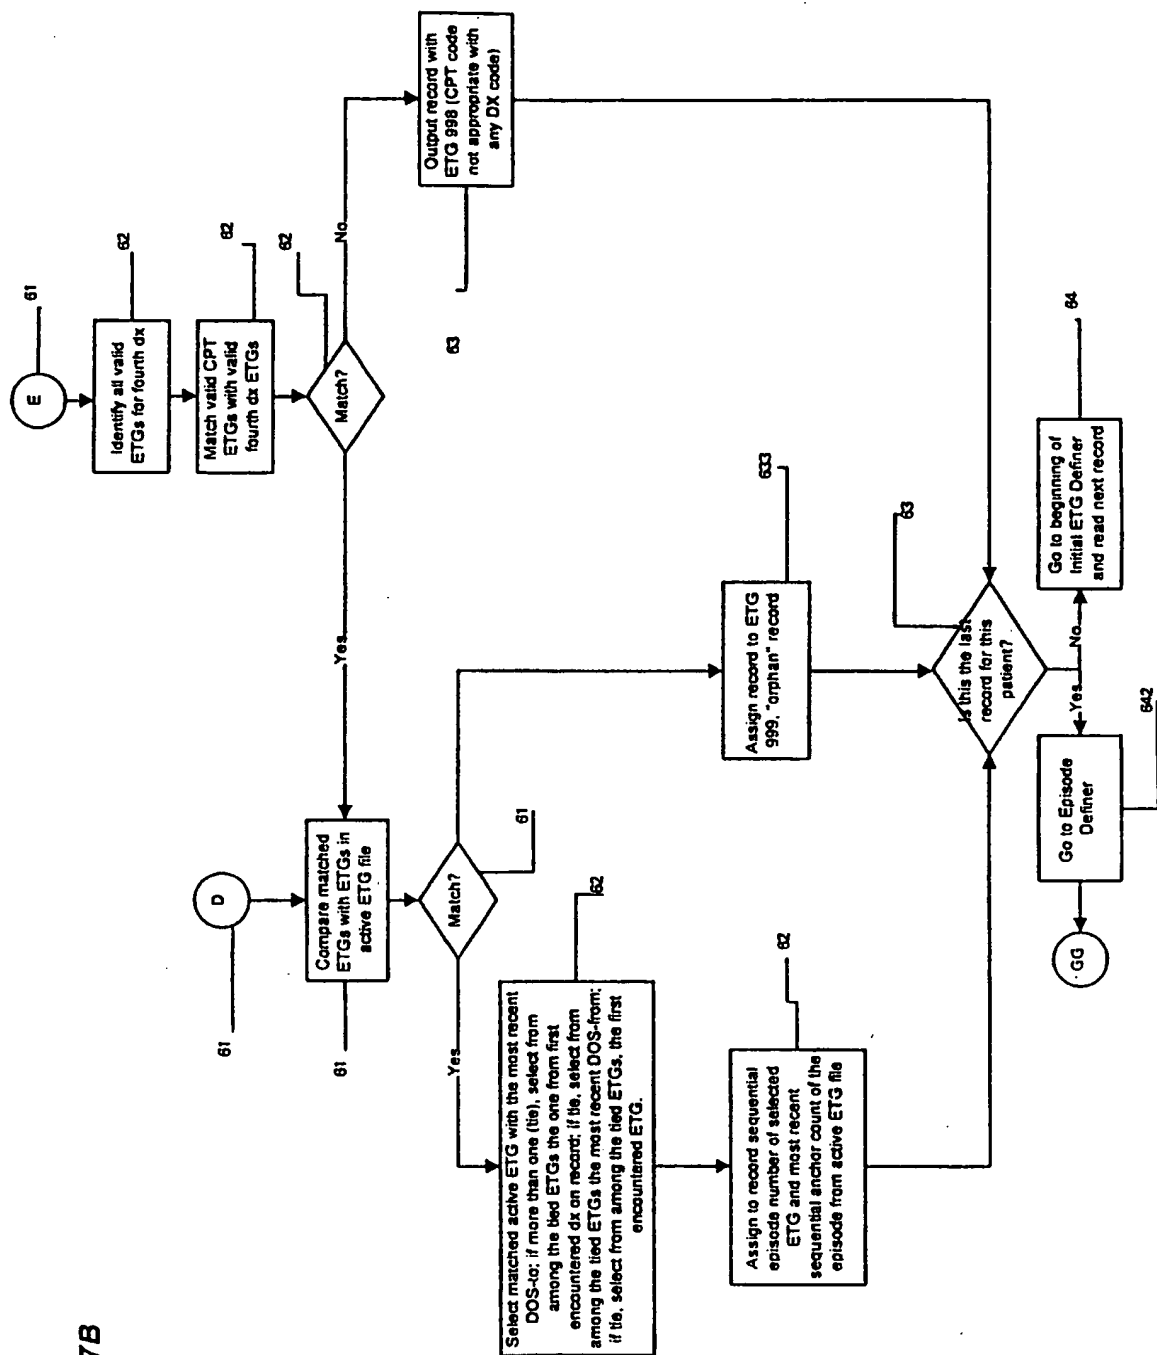 7B
E
61
Identify all valid
ETGs for fourth dx
62
Match valid CPT
ETGs with valid
fourth dx ETGs
62
Match?
62
No
Output record with
ETG 998 (CPT code
not appropriate with
any DX code)
63
Yes
D
61
Compare matched
ETGs with ETGs in
active ETG file
61
Match?
61
Yes
Select matched active ETG with the most recent
DOS-to; if more than one (tie), select from
among the tied ETGs the one from first
encountered dx on record; if tie, select from
among the tied ETGs the most recent DOS-from;
if tie, select from among the tied ETGs, the first
encountered ETG.
62
Assign to record sequential
episode number of selected
ETG and most recent
sequential anchor count of the
episode from active ETG file
62
Assign record to ETG
999, "orphan" record
633
Is this the last
record for this
patient?
63
No
Go to beginning of
Initial ETG Definer
and read next record
64
Yes
Go to Episode
Definer
642
GG